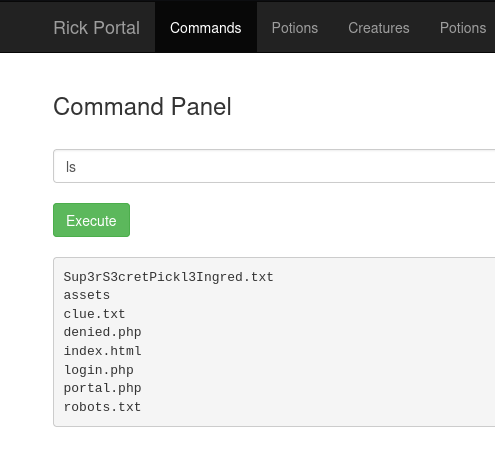 Rick Portal Commands Potions Creatures Potions
Command Panel
ls
Execute
Sup3rS3cretPickl3Ingred.txt
assets
clue.txt
denied.php
index.html
login.php
portal.php
robots.txt